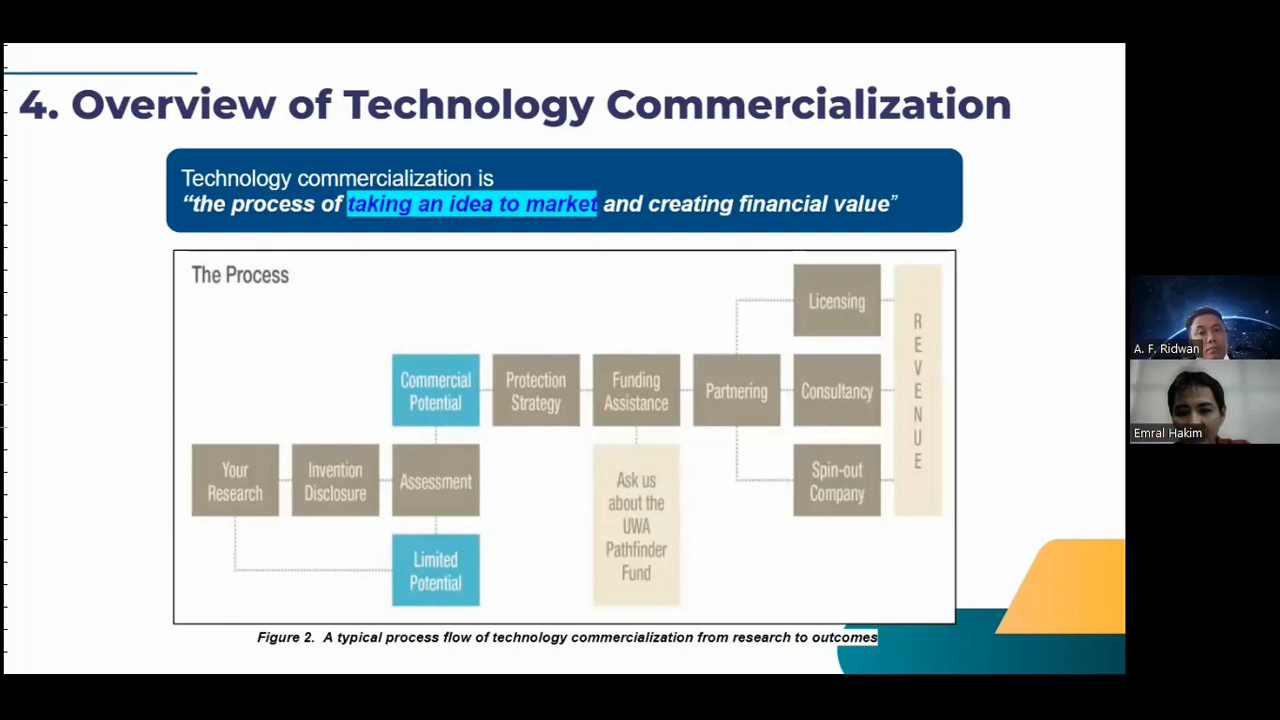 4. Overview of Technology Commercialization
Technology commercialization is
“the process of taking an idea to market and creating financial value”
The Process
Your
Research
Invention
Disclosure
Commercial
Potential
Assessment
Limited
Potential
Protection
Strategy
Funding
Assistance
Ask us
about the
UWA
Pathfinder
Fund
Partnering
Licensing
Consultancy
Spin-out
Company
REVENUE
Figure 2. A typical process flow of technology commercialization from research to outcomes
A. F. Ridwan
Emral Hakim